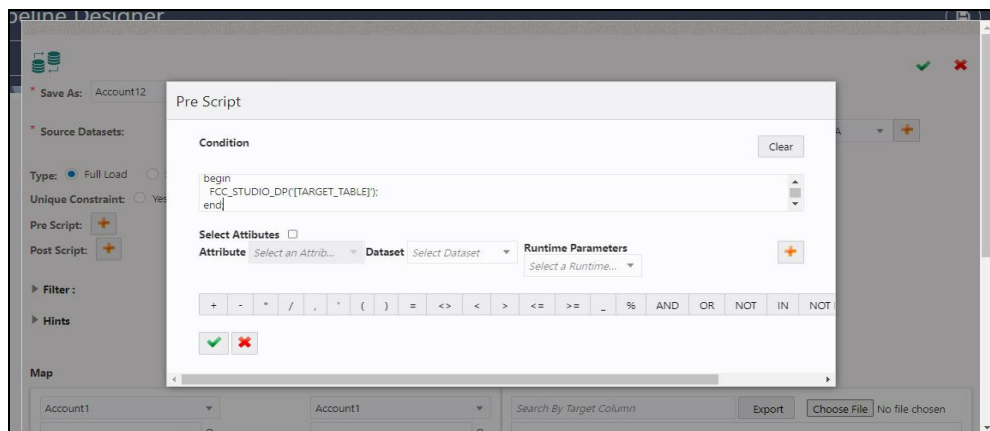 peline Designer
* Save As: Account12
Pre Script
* Source Datasets:
Condition
Clear
A
begin
FCC_STUDIO_DP('[TARGET_TABLE]');
end;
Type: Full Load
Unique Constraint: Yes
Pre Script:
Post Script:
Select Attibutes
Attribute Select an Attrib... Dataset Select Dataset Runtime Parameters
Select a Runtime...
Filter :
Hints
+ - * / , ' ( ) = <> < > <= >= _ % AND OR NOT IN NOT
Map
Account1 Account1 Search By Target Column Export Choose File No file chosen